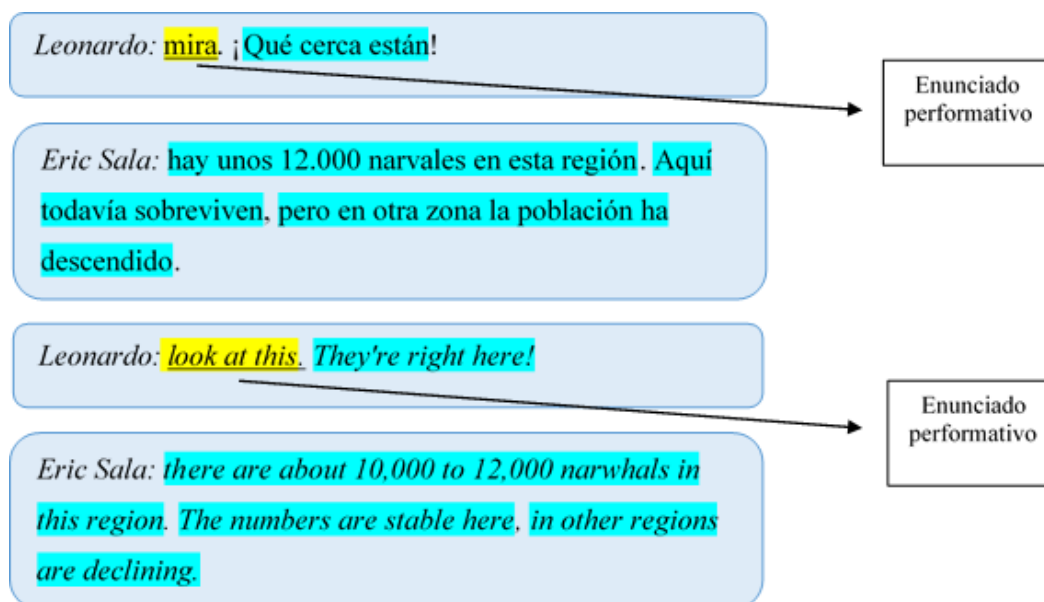 Leonardo: mira. ¡Qué cerca están!
Enunciado
performativo
Eric Sala: hay unos 12.000 narvales en esta región. Aquí
todavía sobreviven, pero en otra zona la población ha
descendido.
Leonardo: look at this. They're right here!
Enunciado
performativo
Eric Sala: there are about 10,000 to 12,000 narwhals in
this region. The numbers are stable here, in other regions
are declining.